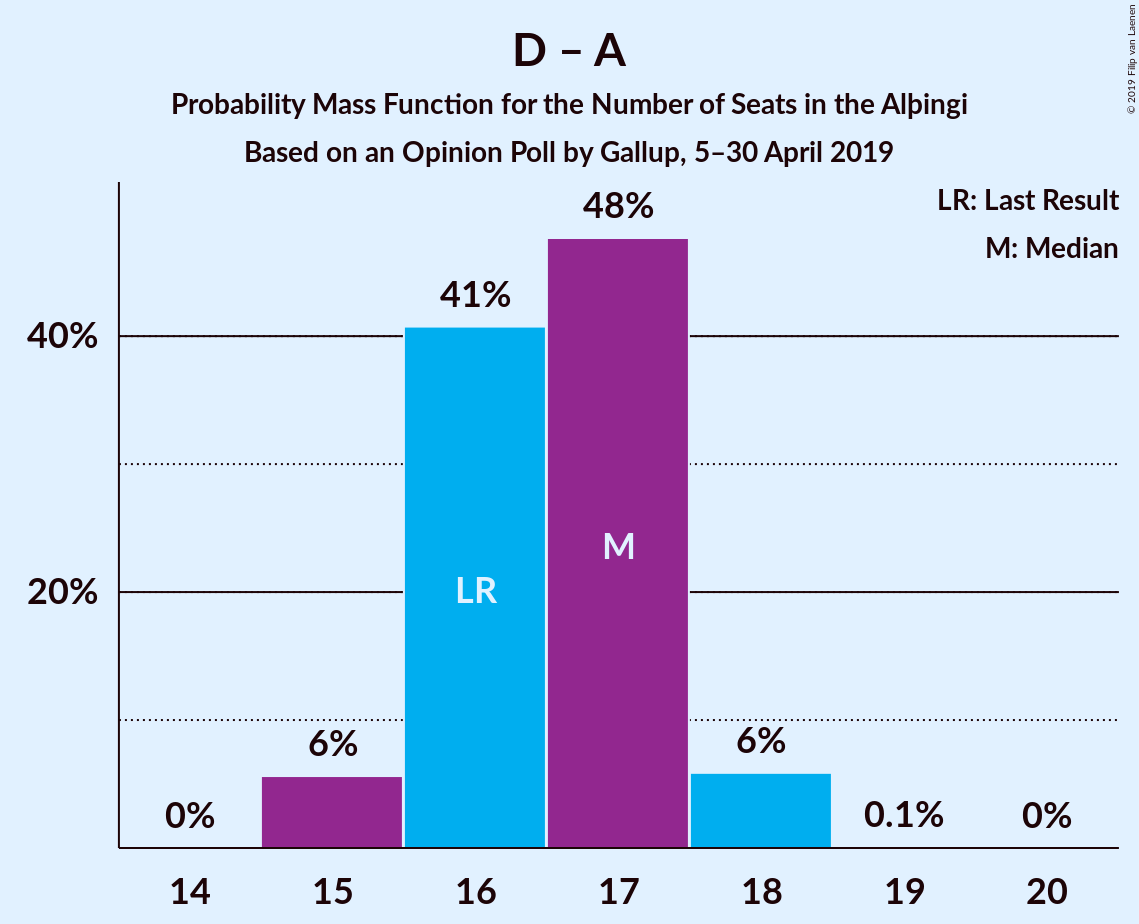 D – A
Probability Mass Function for the Number of Seats in the Alþingi
Based on an Opinion Poll by Gallup, 5–30 April 2019
© 2019 Filip van Laenen
LR: Last Result
M: Median
48%
41%
40%
M
LR
20%
6%
6%
0%
0.1%
0%
14 15 16 17 18 19 20